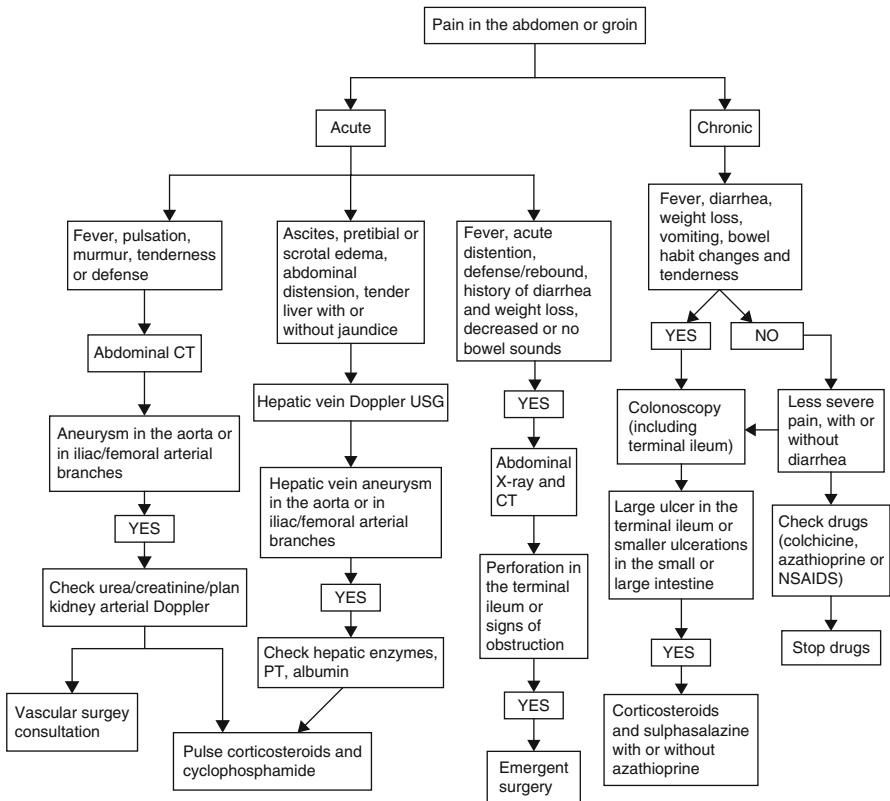 Pain in the abdomen or groin
Acute
Chronic
Fever, pulsation,
murmur, tenderness
or defense
Abdominal CT
Aneurysm in the aorta or
in iliac/femoral arterial
branches
YES
Check urea/creatinine/plan
kidney arterial Doppler
Vascular surgey
consultation
Ascites, pretibial or
scrotal edema,
abdominal
distension, tender
liver with or
without jaundice
Hepatic vein Doppler USG
Hepatic vein aneurysm
in the aorta or in
iliac/femoral arterial
branches
YES
Check hepatic enzymes,
PT, albumin
Pulse corticosteroids and
cyclophosphamide
Fever, acute
distention,
defense/rebound,
history of diarrhea
and weight loss,
decreased or no
bowel sounds
YES
Abdominal
X-ray and
CT
Perforation in
the terminal
ileum or
signs of
obstruction
YES
Emergent
surgery
Fever, diarrhea,
weight loss,
vomiting, bowel
habit changes and
tenderness
YES
NO
Colonoscopy
(including
terminal ileum)
Large ulcer in the
terminal ileum or
smaller ulcerations
in the small or
large intestine
YES
Corticosteroids
and sulphasalazine
with or without
azathioprine
Less severe
pain, with or
without
diarrhea
Check drugs
(colchicine,
azathioprine or
NSAIDS)
Stop drugs